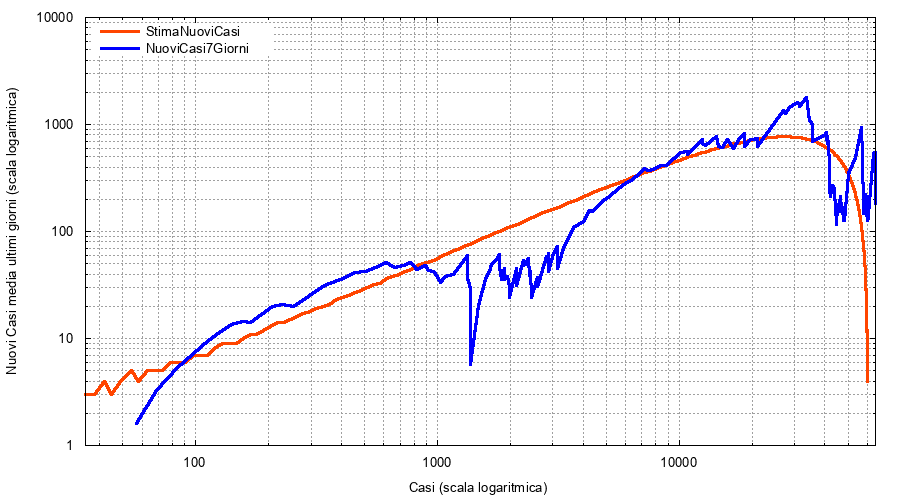 10000
1000
100
10
1
StimaNuoviCasi
NuoviCasi7Giorni
Nuovi Casi media ultimi giorni (scala logaritmica)
100
1000
10000
Casi (scala logaritmica)